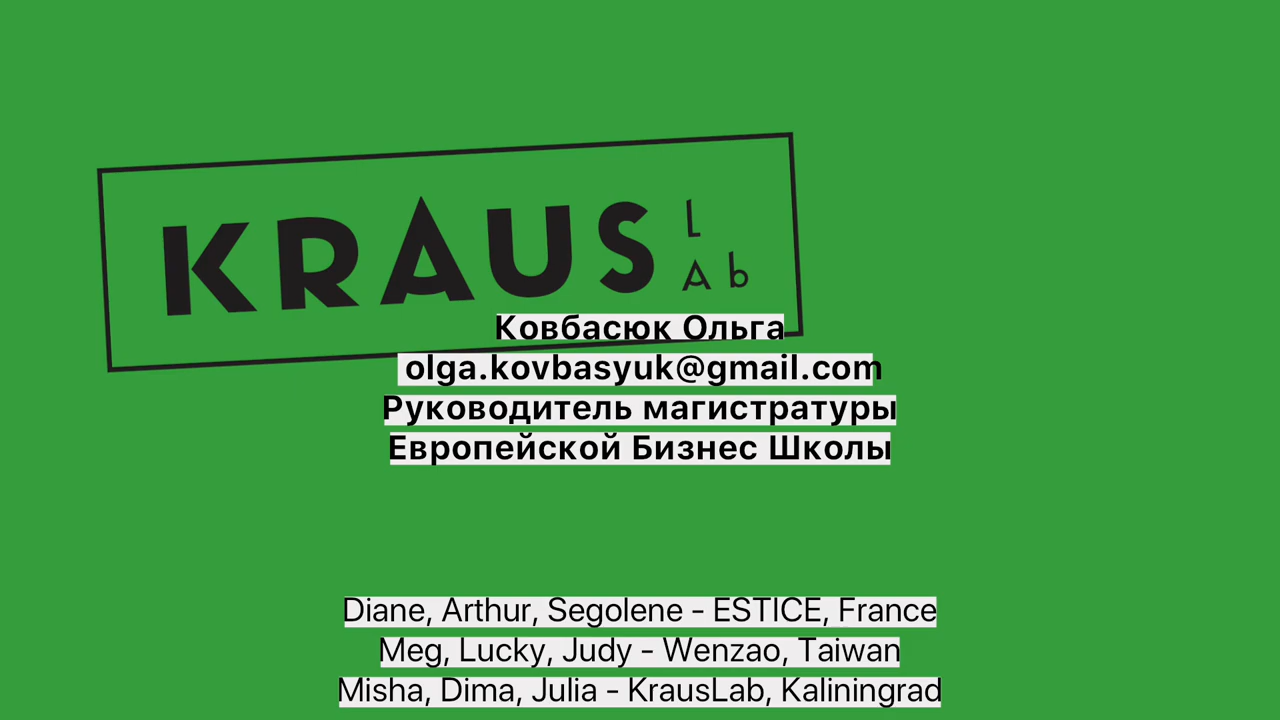 KRAUS
L
Ab
Ковбасюк Ольга
olga.kovbasyuk@gmail.com
Руководитель магистратуры
Европейской Бизнес Школы
Diane, Arthur, Segolene - ESTICE, France
Meg, Lucky, Judy - Wenzao, Taiwan
Misha, Dima, Julia - KrausLab, Kaliningrad